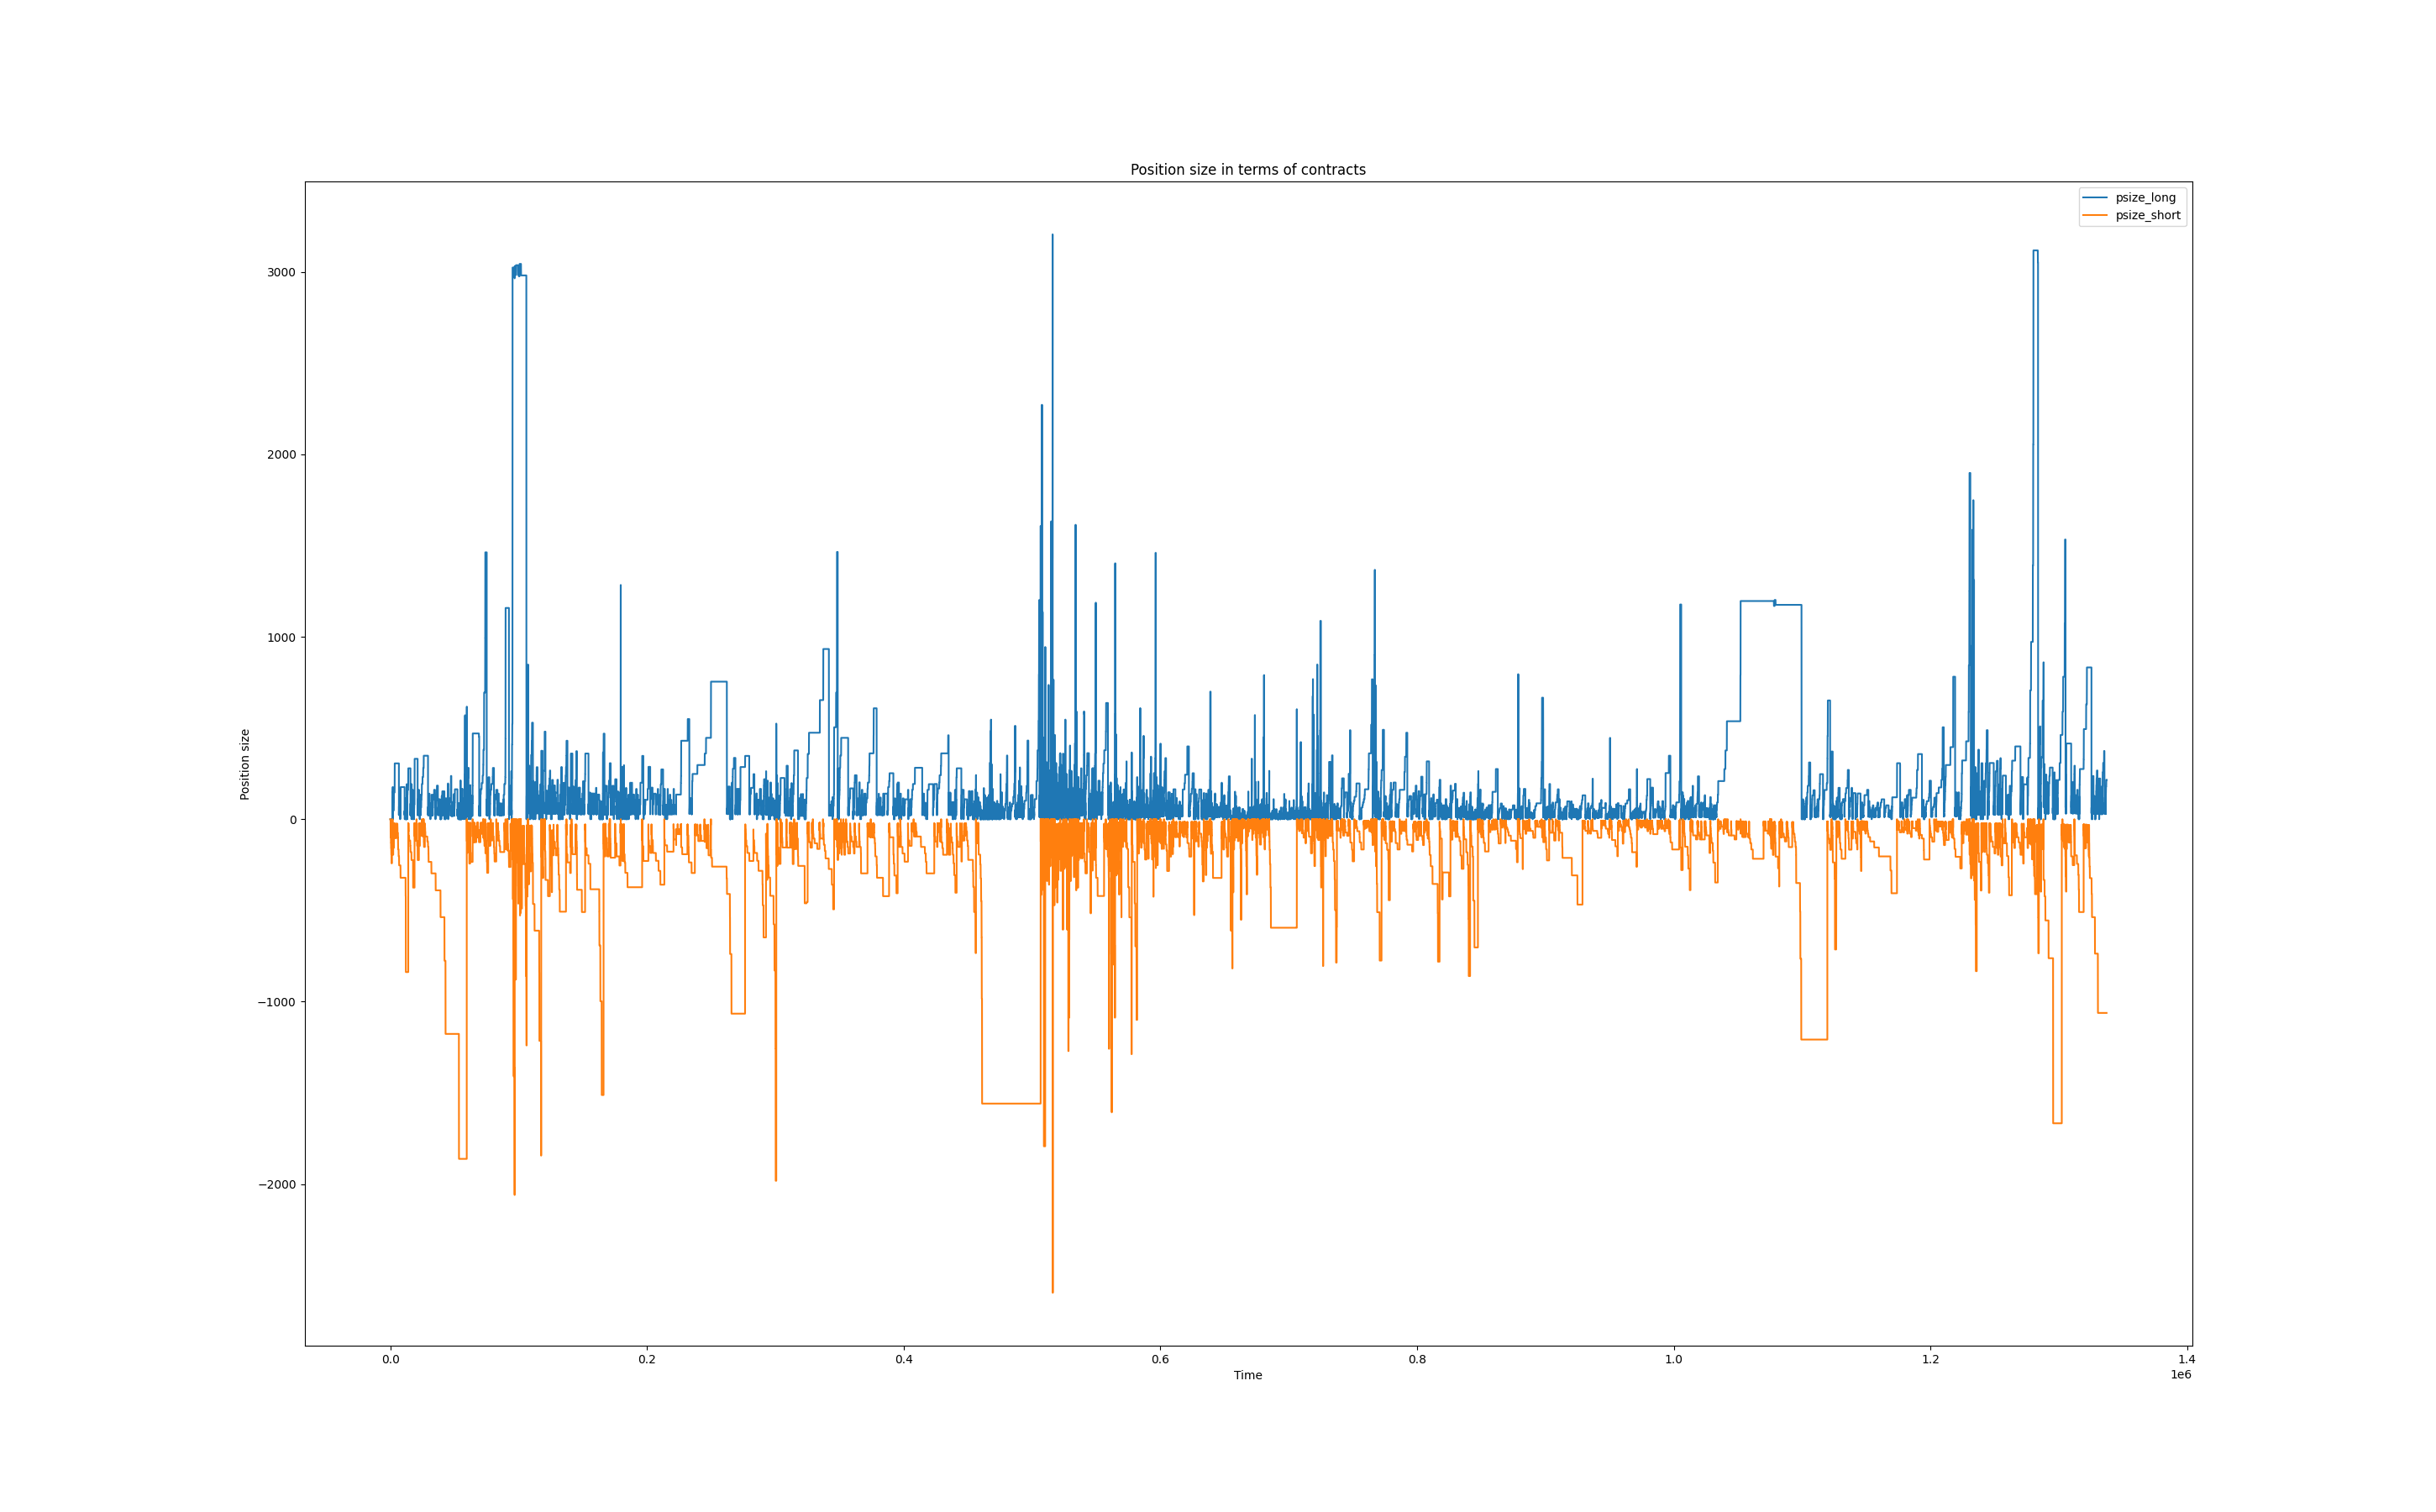 Position size in terms of contracts
psize_long
psize_short
3000
2000
1000
0
−1000
−2000
Position size
0.0 0.2 0.4 0.6 0.8 1.0 1.2 1.4
1e6
Time